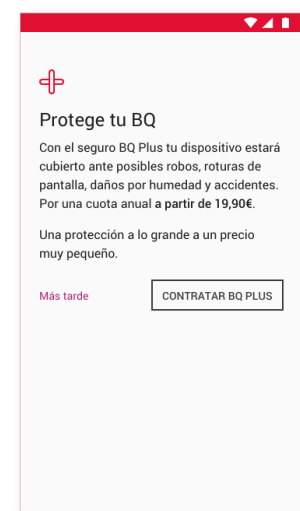 Protege tu BQ
Con el seguro BQ Plus tu dispositivo estará
cubierto ante posibles robos, roturas de
pantalla, daños por humedad y accidentes.
Por una cuota anual a partir de 19,90€.
Una protección a lo grande a un precio
muy pequeño.
Más tarde
CONTRATAR BQ PLUS